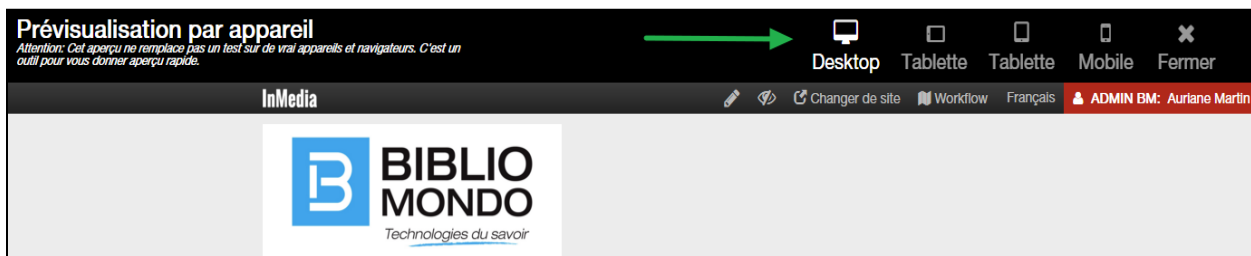 Prévisualisation par appareil
Attention: Cet aperçu ne remplace pas un test sur de vrai appareils et navigateurs. C'est un
outil pour vous donner aperçu rapide.
Desktop Tablette Tablette Mobile Fermer
InMedia Changer de site Workflow Français ADMIN BM: Auriane Martin
BIBLIO
MONDO
Technologies du savoir